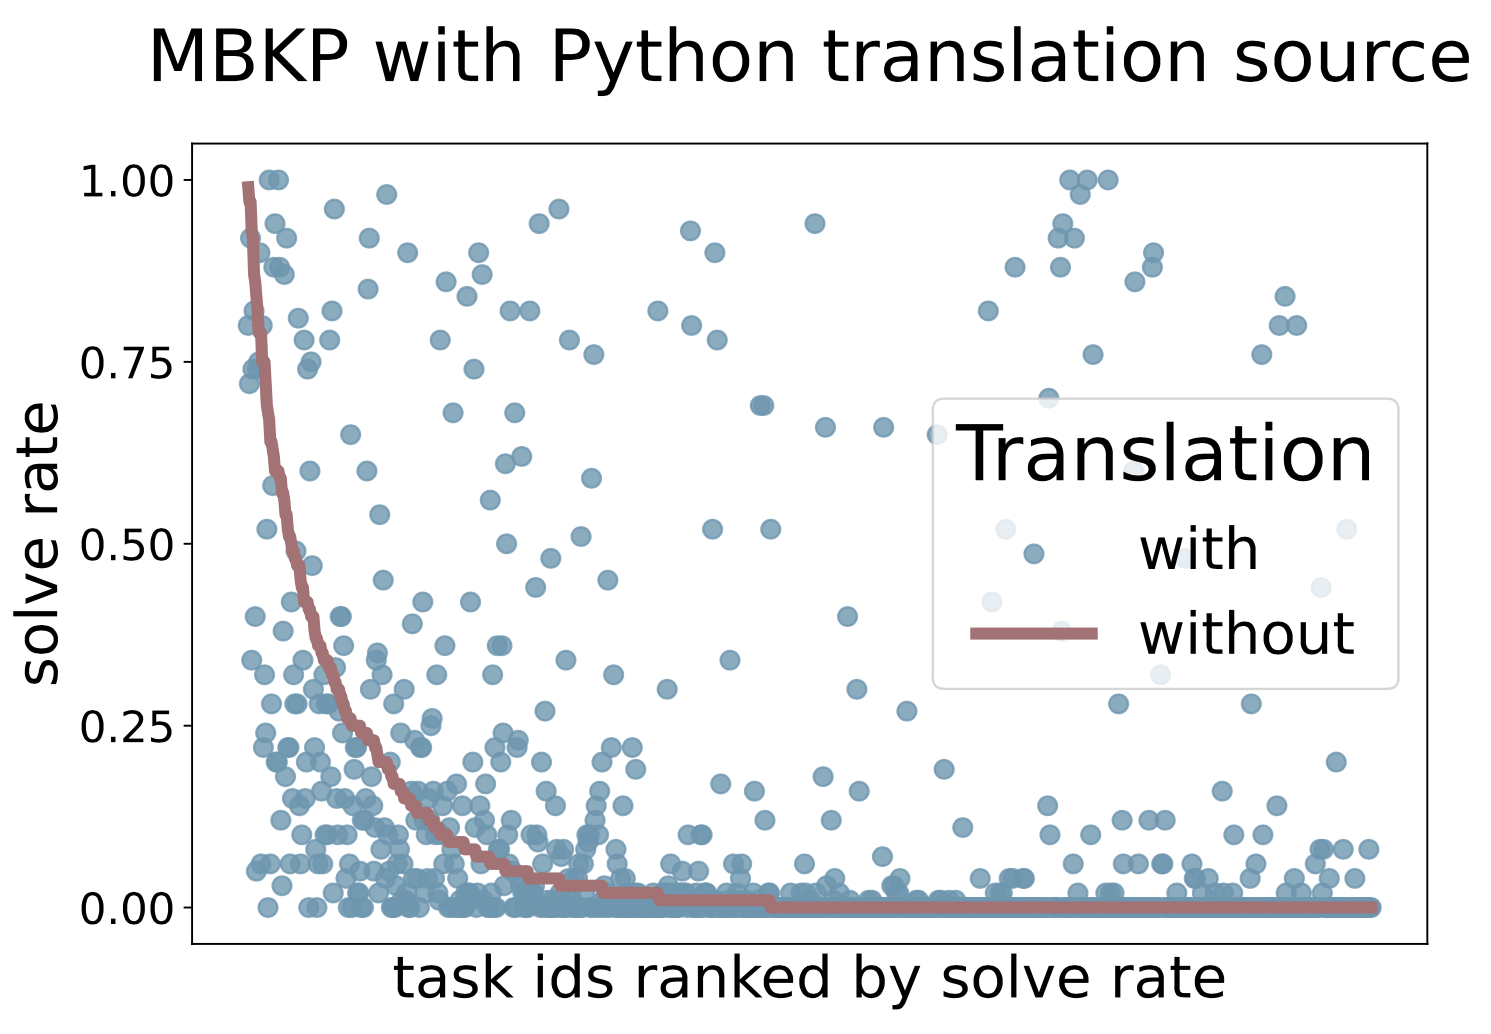 MBKP with Python translation source
1.00
0.75
0.50
0.25
0.00
solve rate
Translation
with
without
task ids ranked by solve rate